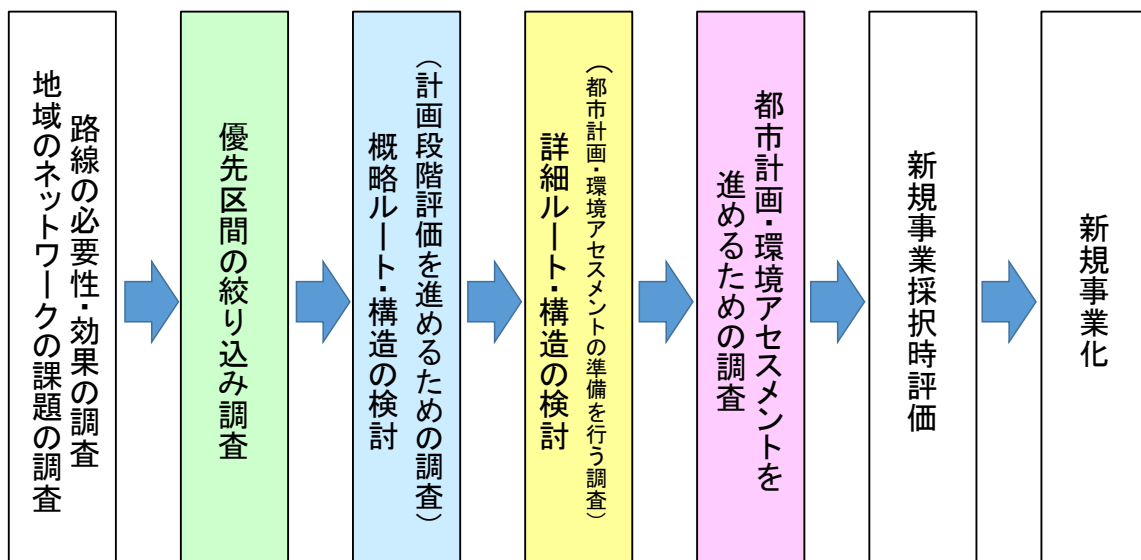 路線の必要性・効果の調査
地域のネットワークの課題の調査
優先区間の絞り込み調査
（計画段階評価を進めるための調査）
概略ルート・構造の検討
（都市計画・環境アセスメントの準備を行う調査）
詳細ルート・構造の検討
都市計画・環境アセスメントを
進めるための調査
新規事業採択時評価
新規事業化